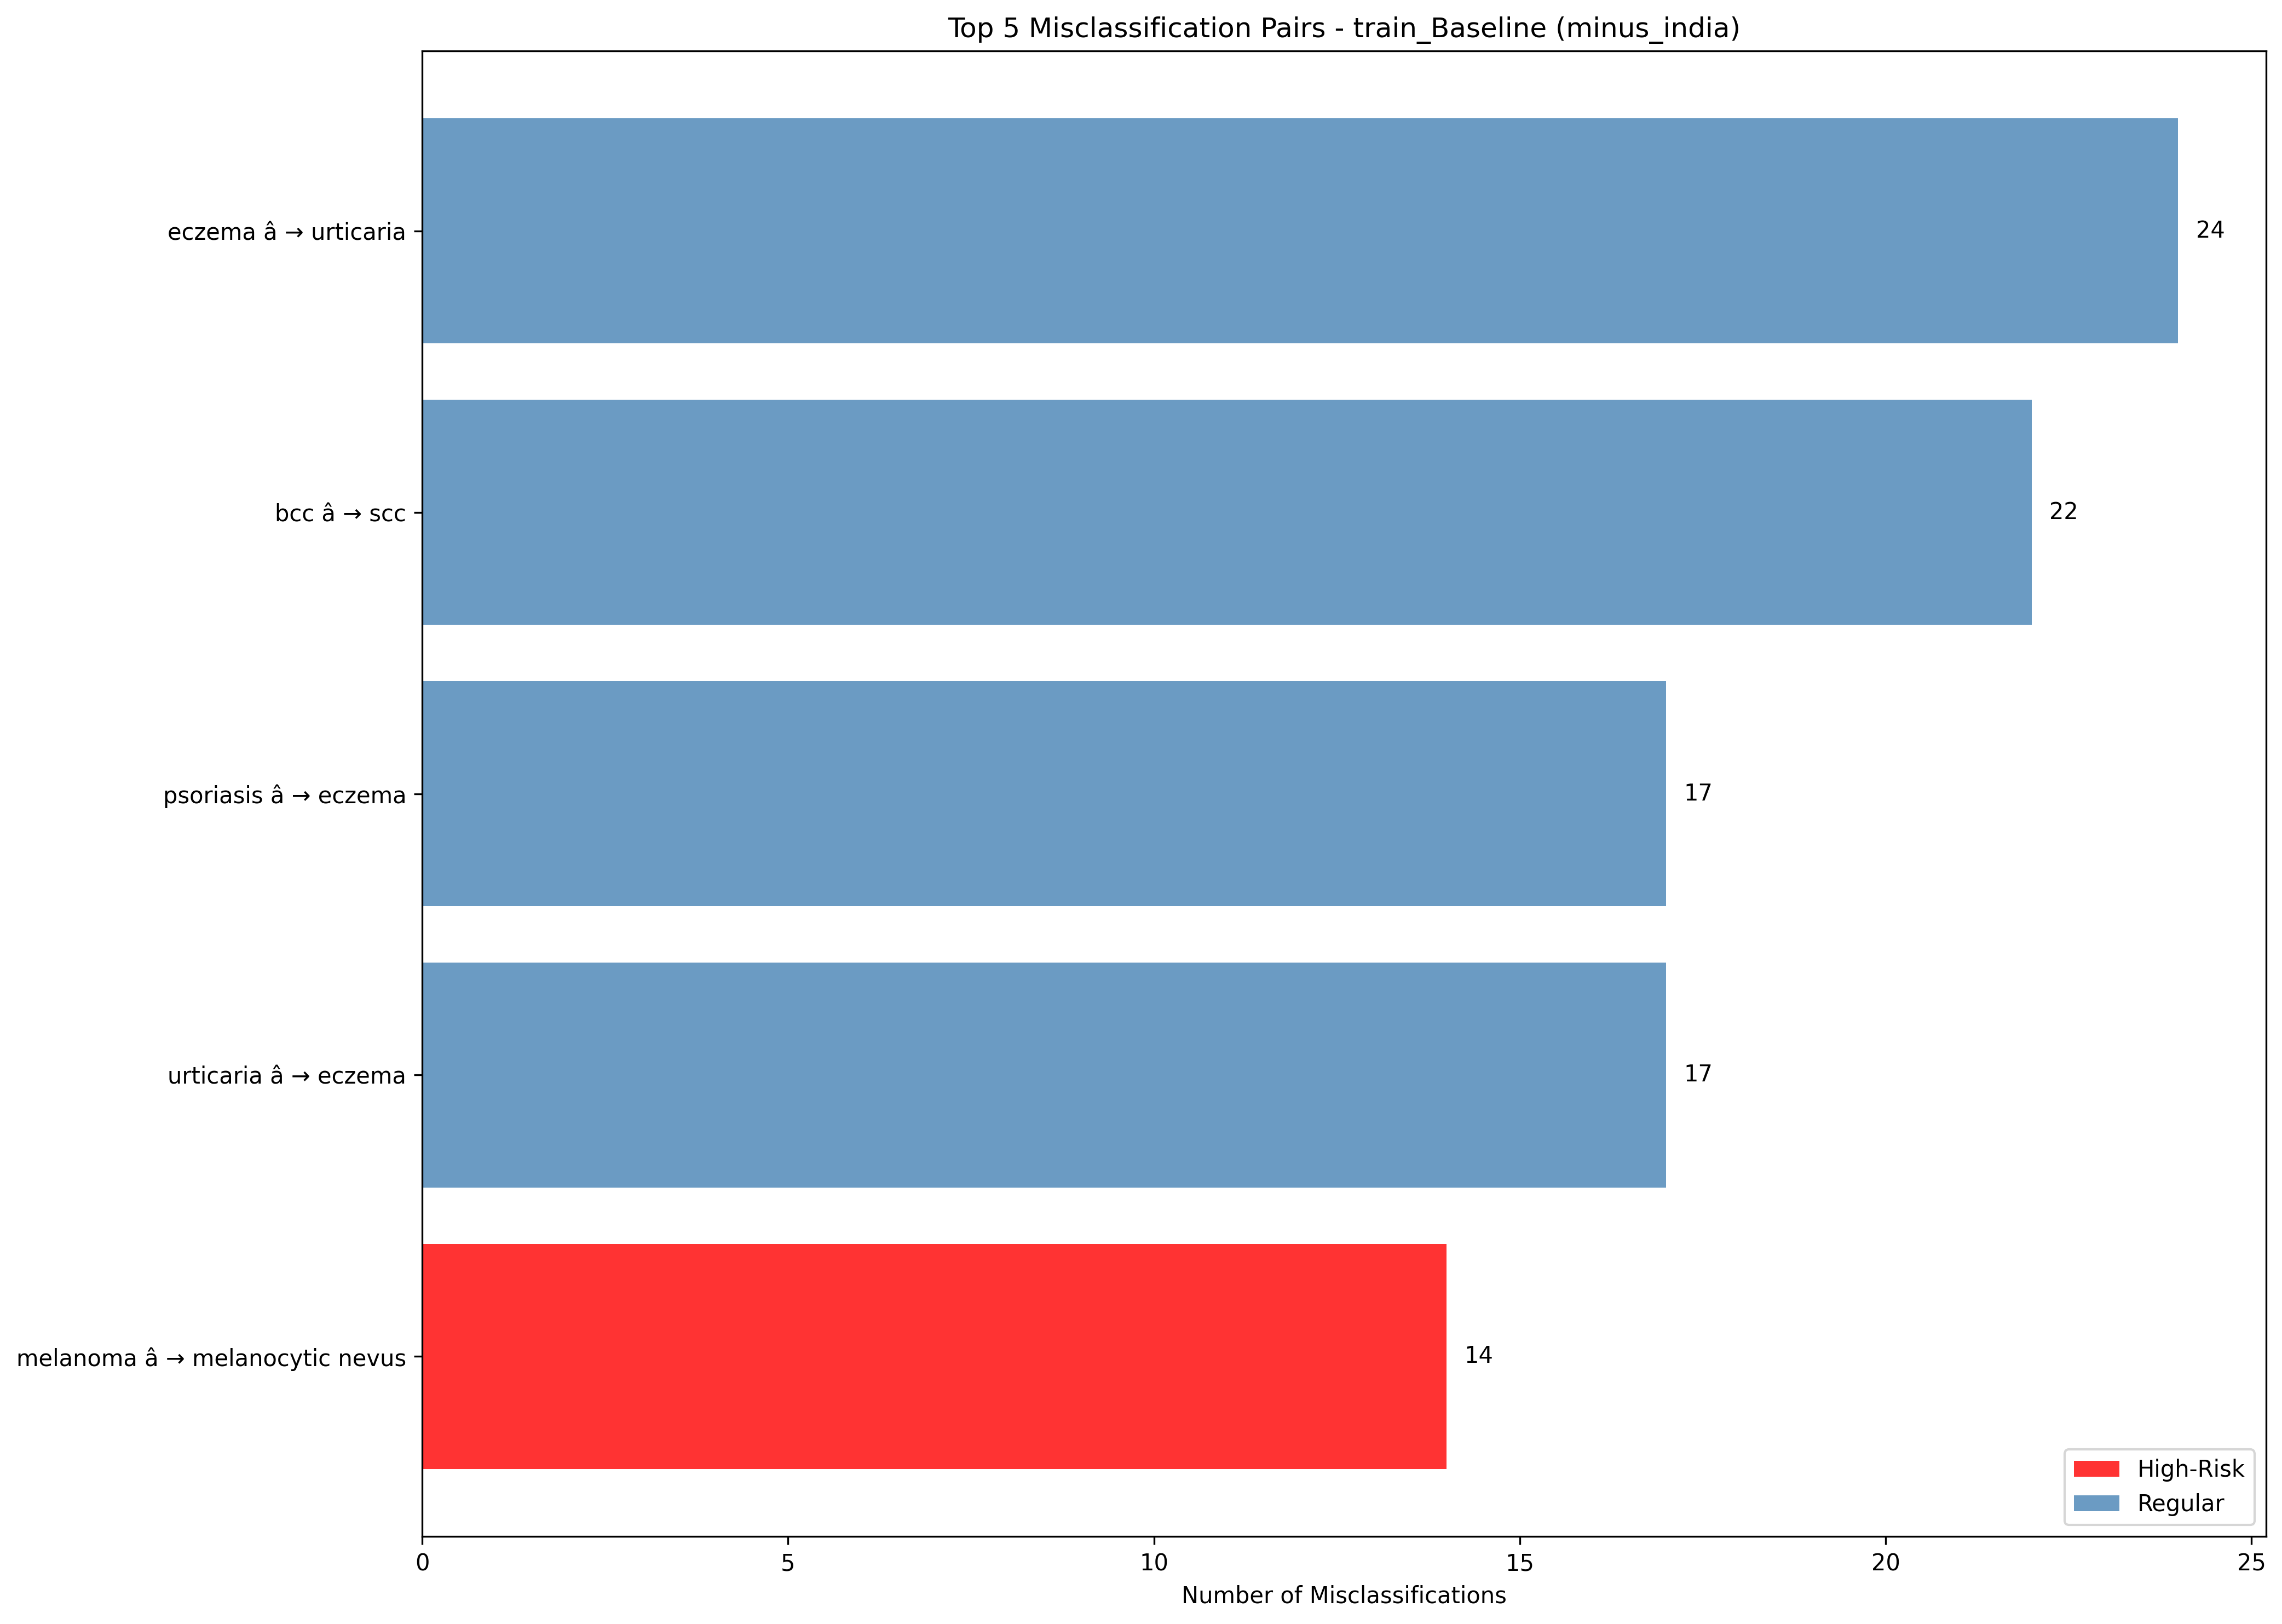 Top 5 Misclassification Pairs - train_Baseline (minus_india)
eczema â → urticaria
24
bcc â → scc
22
psoriasis â → eczema
17
urticaria â → eczema
17
melanoma â → melanocytic nevus
14
High-Risk
Regular
0 5 10 15 20 25
Number of Misclassifications